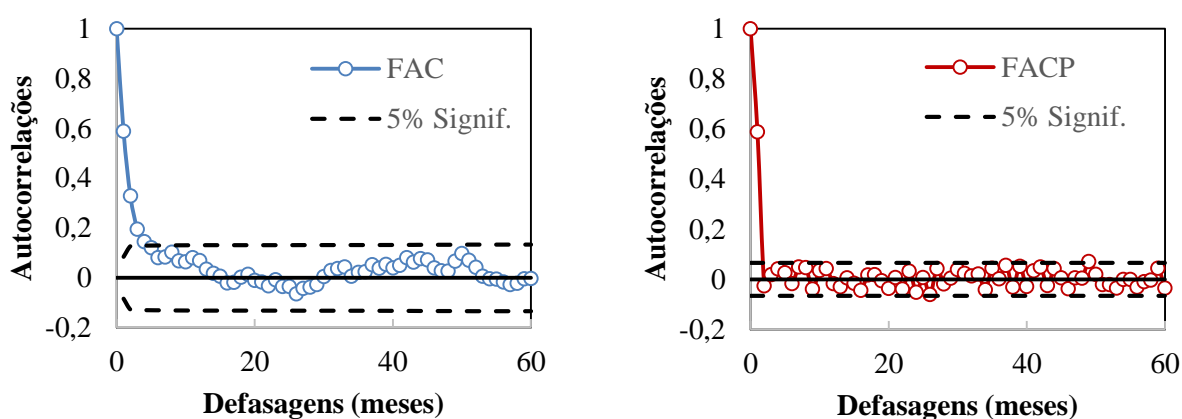 1
0,8
0,6
0,4
0,2
0
-0,2
Autocorrelações
FAC
5% Signif.
0
20
40
60
Defasagens (meses)
1
0,8
0,6
0,4
0,2
0
-0,2
Autocorrelações
FACP
5% Signif.
0
20
40
60
Defasagens (meses)